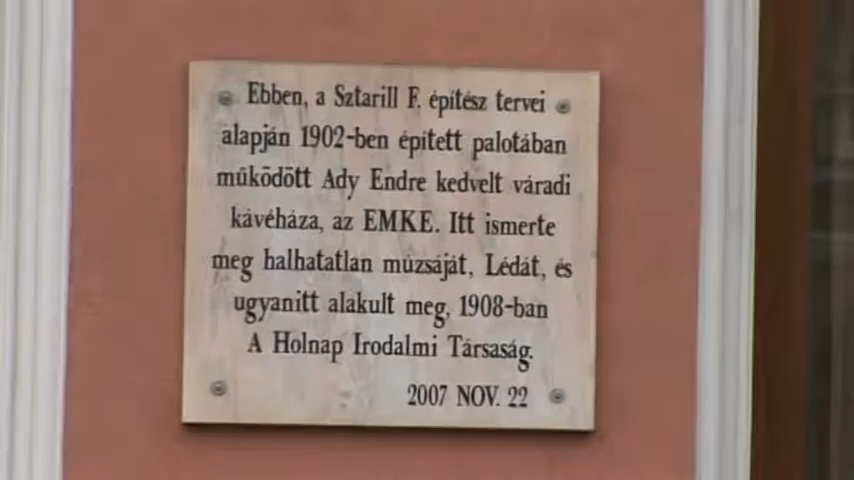 Ebben, a Sztarill F. építész tervei
alapján 1902-ben épített palotában
működött Ady Endre kedvelt váradi
kávéháza, az EMKE. Itt ismerte
meg halhatatlan múzsáját, Lédát, és
ugyanitt alakult meg, 1908-ban
A Holnap Irodalmi Társaság.
2007 NOV. 22